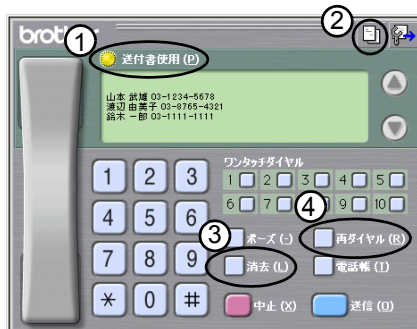 brother
①
②
送付書使用 (P)
山本 武雄 03-1234-5678
渡辺 由美子 03-8765-4321
鈴木 一郎 03-1111-1111
ワンタッチダイヤル
1 2 3 4 5
6 7 9 10
1 2 3
4 5 6
7 8 9
* 0 #
③
④
ポーズ (-)
再ダイヤル (R)
消去 (L)
電話帳 (T)
中止 (X)
送信 (O)